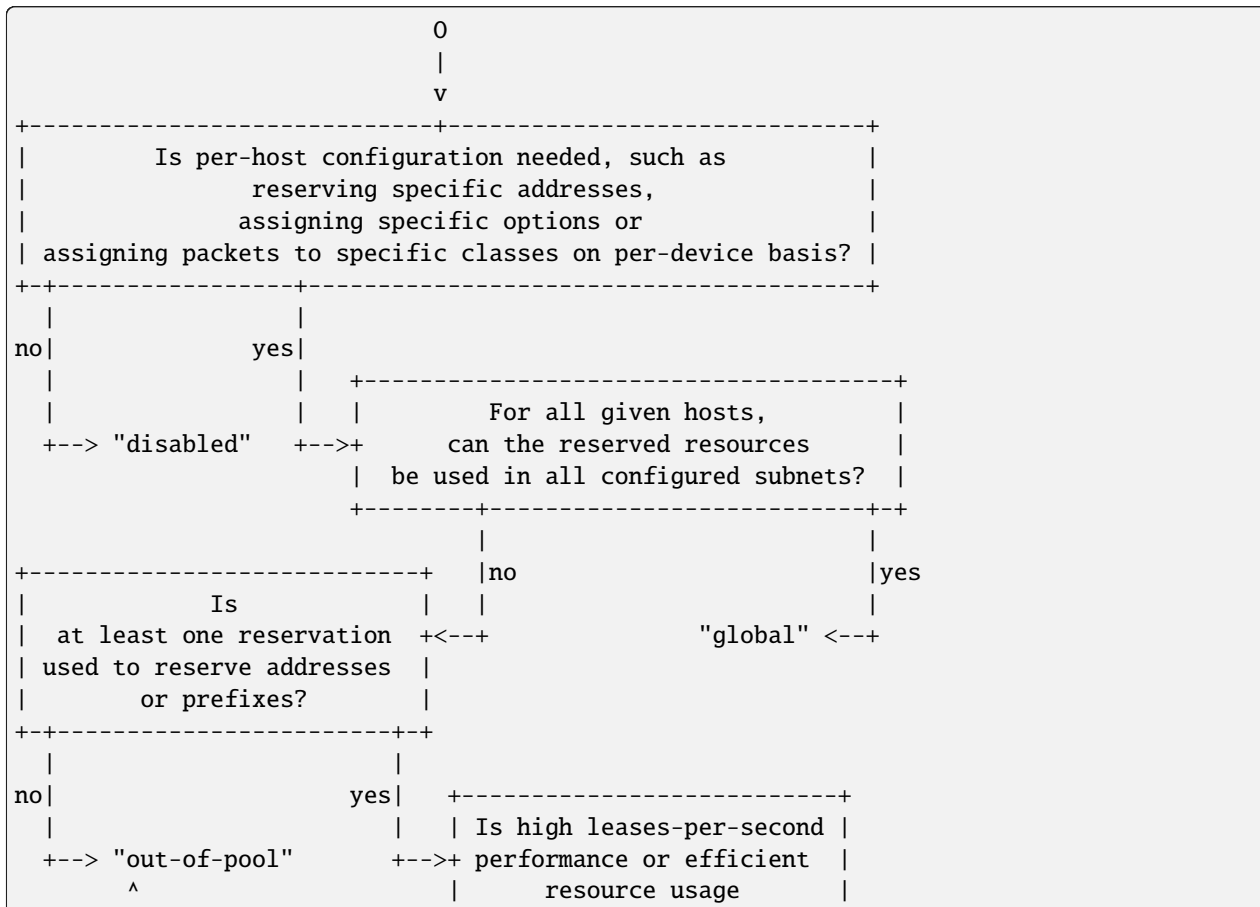 O
                              |
                              v
+-----------------------------+------------------------------+
|         Is per-host configuration needed, such as          |
|                reserving specific addresses,               |
|               assigning specific options or                |
| assigning packets to specific classes on per-device basis? |
+-+-----------------+----------------------------------------+
  |                 |
no|              yes|
  |                 |   +--------------------------------------+
  |                 |   |         For all given hosts,         |
  +--> "disabled"   +-->+      can the reserved resources      |
                        |  be used in all configured subnets?  |
                        +--------+---------------------------+-+
                                 |                           |
+----------------------------+   |no                         |yes
|             Is             |   |                           |
|  at least one reservation  +<--+               "global" <--+
| used to reserve addresses  |
|        or prefixes?        |
+-+------------------------+-+
  |                        |
no|                     yes|   +---------------------------+
  |                        |   | Is high leases-per-second |
  +--> "out-of-pool"       +-->+ performance or efficient  |
        ^                      |      resource usage       |